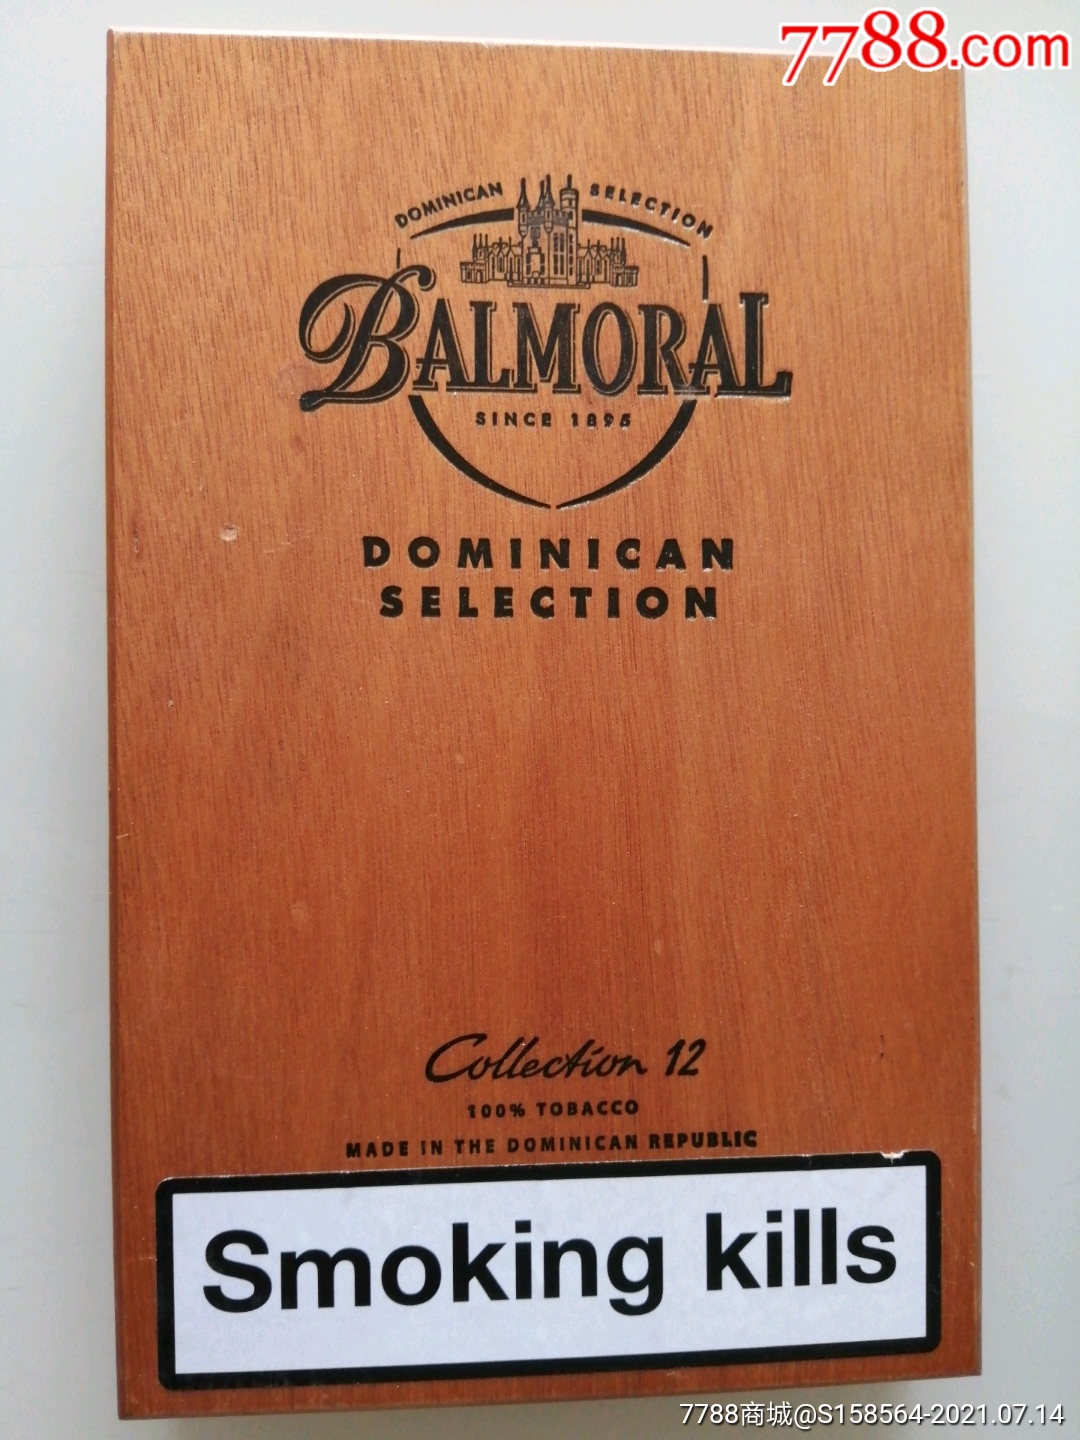 7788.com
DOMINICAN SELECTION
BALMORAL
SINCE 1895
DOMINICAN
SELECTION
Collection 12
100% TOBACCO
MADE IN THE DOMINICAN REPUBLIC
Smoking kills
7788商城@S158564-2021.07.14